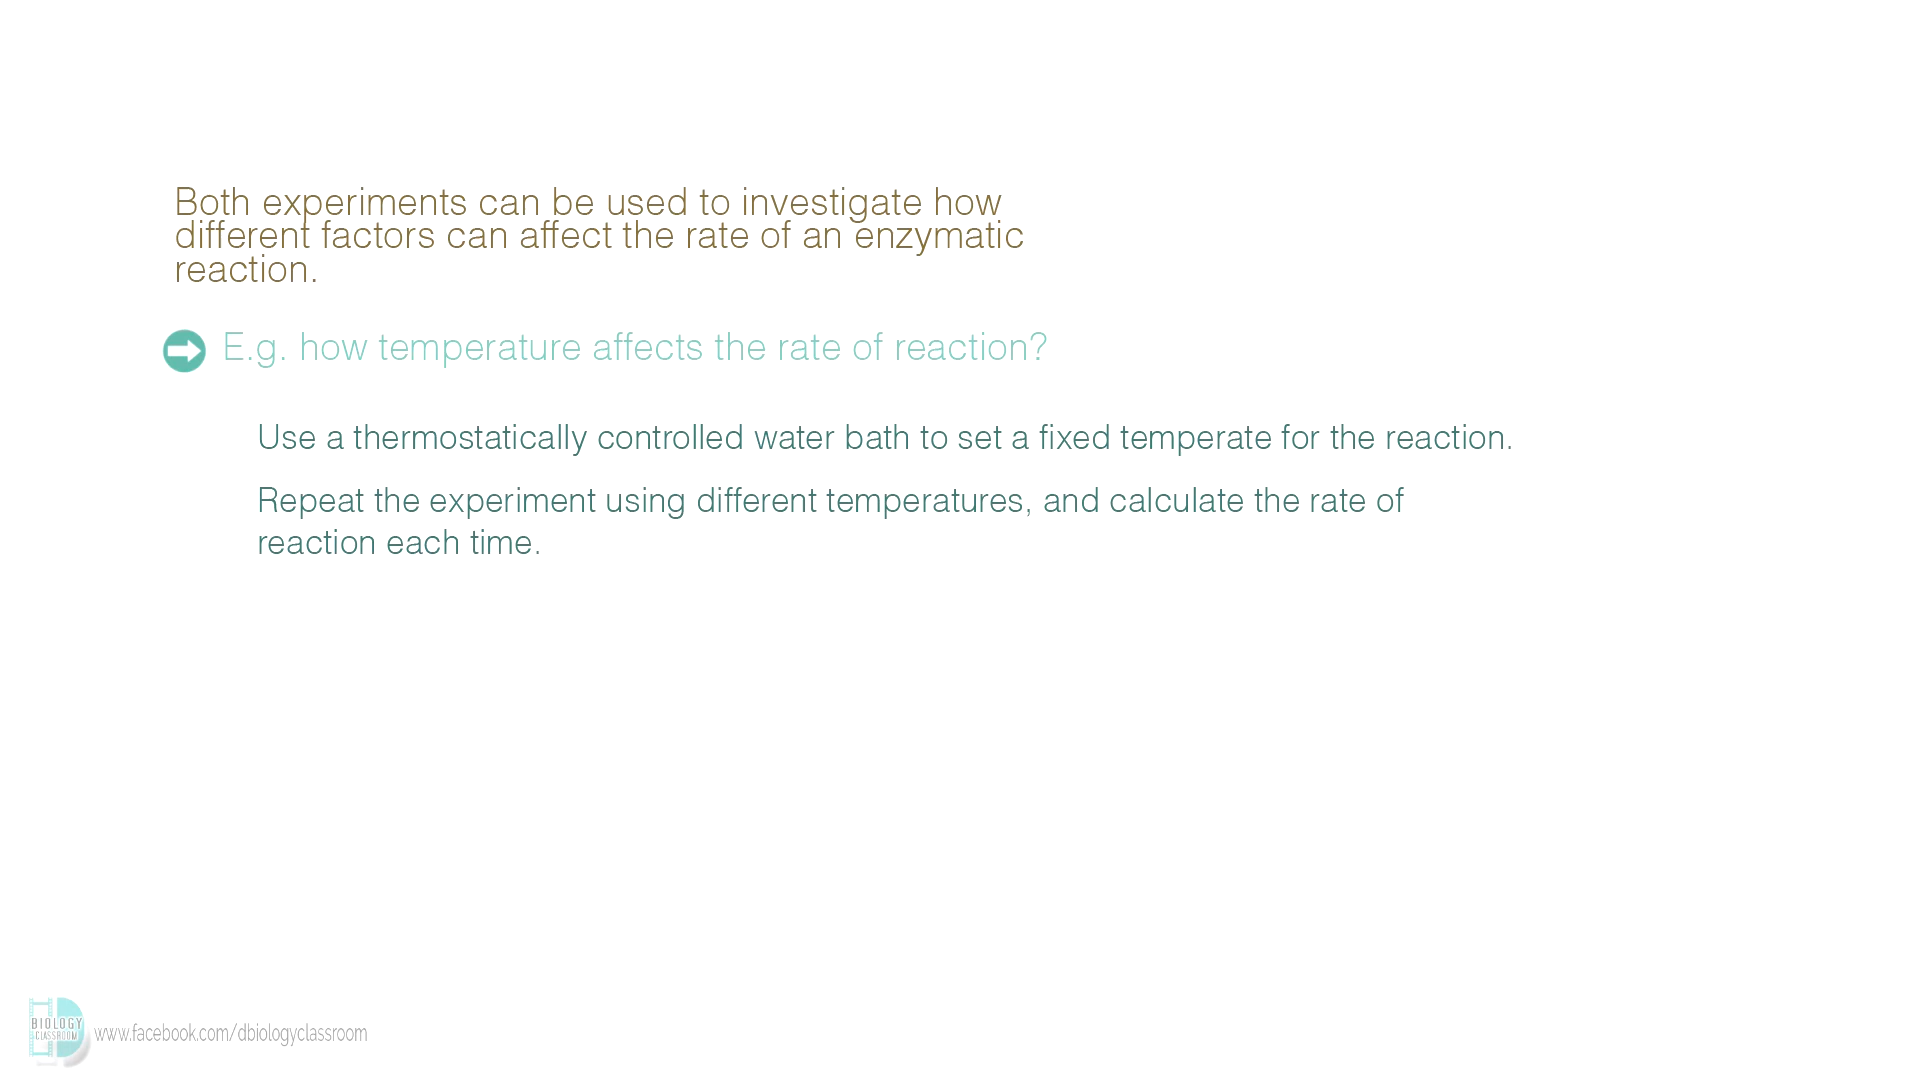 Both experiments can be used to investigate how
different factors can affect the rate of an enzymatic
reaction.
E.g. how temperature affects the rate of reaction?
Use a thermostatically controlled water bath to set a fixed temperate for the reaction.
Repeat the experiment using different temperatures, and calculate the rate of
reaction each time.
BIOLOGY
CLASSROOM
www.facebook.com/dbiologyclassroom